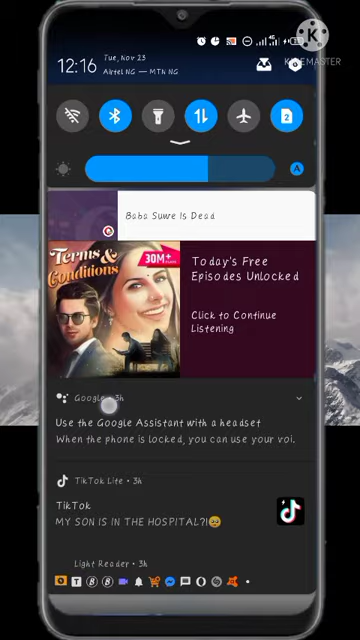 KINEMASTER
12:16
Tue, Nov 23
Airtel NG — MTN NG
4G
2
A
Baba Suwe Is Dead
Terms &
Conditions
30M+
Today's Free
Episodes Unlocked
Click to Continue
Listening
Google • 3h
Use the Google Assistant with a headset
When the phone is locked, you can use your voi.
TikTok Lite • 3h
TikTok
MY SON IS IN THE HOSPITAL?!🥺
Light Reader • 3h